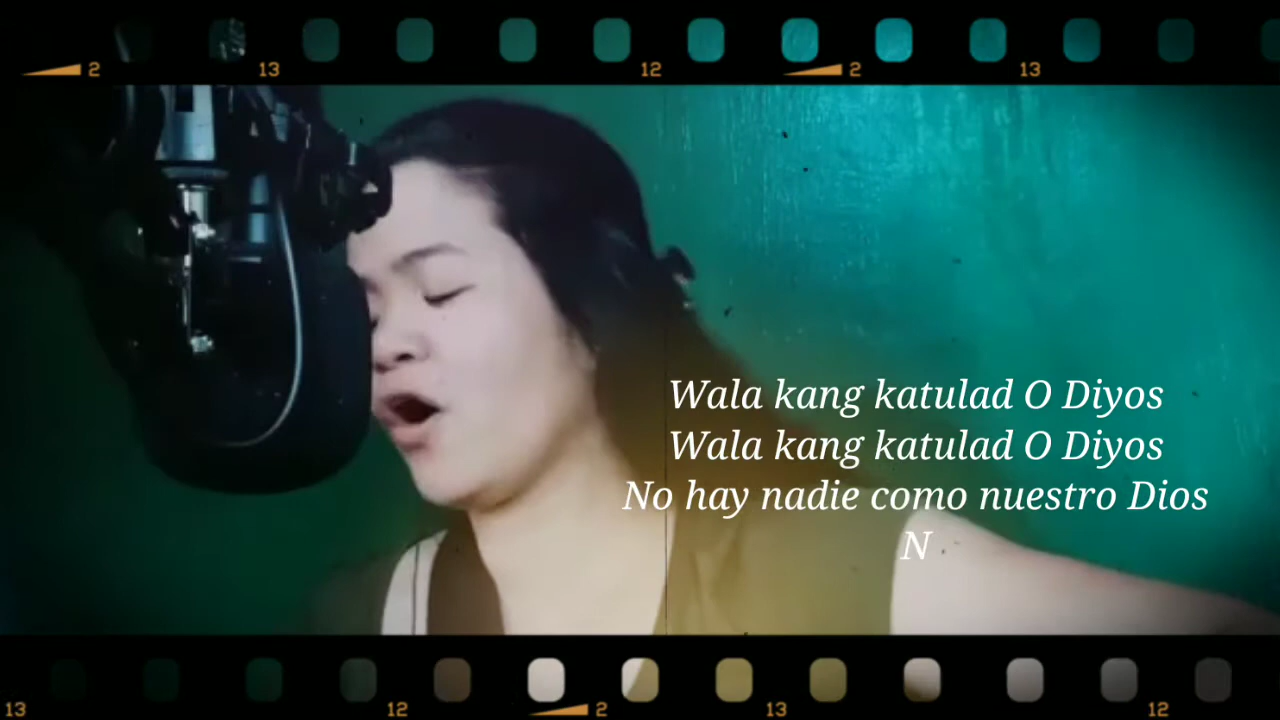 2 13 12 2 13
Wala kang katulad O Diyos
Wala kang katulad O Diyos
No hay nadie como nuestro Dios
N
13 12 2 13 12